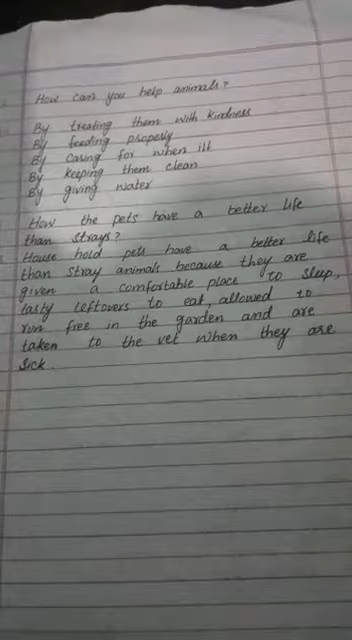 How can you help animals?
By treating them with kindness
By feeding properly
By Caring for when ill
By keeping them clean
By giving water
How the pets have a better life
than strays?
House hold pets have a better life
than stray animals because they are
given a comfortable place to sleep,
tasty leftovers to eat, allowed to
run free in the garden and are
taken to the vet when they are
sick